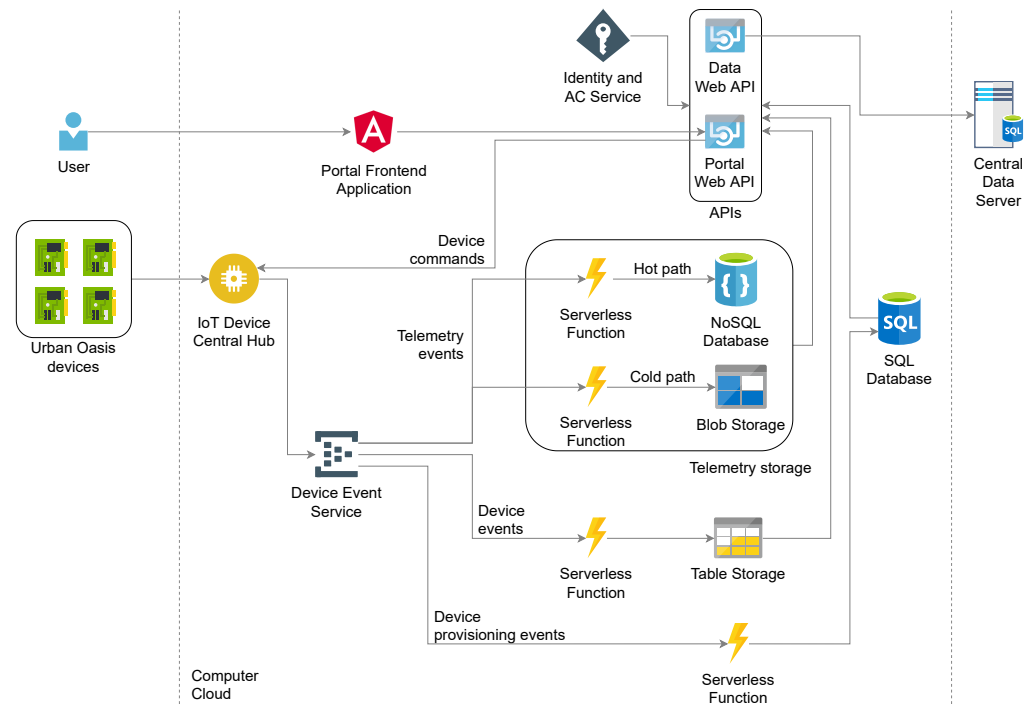 Identity and
AC Service
Data
Web API
User
Portal Frontend
Application
Portal
Web API
APIs
Central
Data
Server
SQL
Device
commands
Urban Oasis
devices
IoT Device
Central Hub
Telemetry
events
Serverless
Function
Hot path
{ }
NoSQL
Database
SQL
SQL
Database
Serverless
Function
Cold path
Blob Storage
Telemetry storage
Device Event
Service
Device
events
Serverless
Function
Table Storage
Device
provisioning events
Serverless
Function
Computer
Cloud